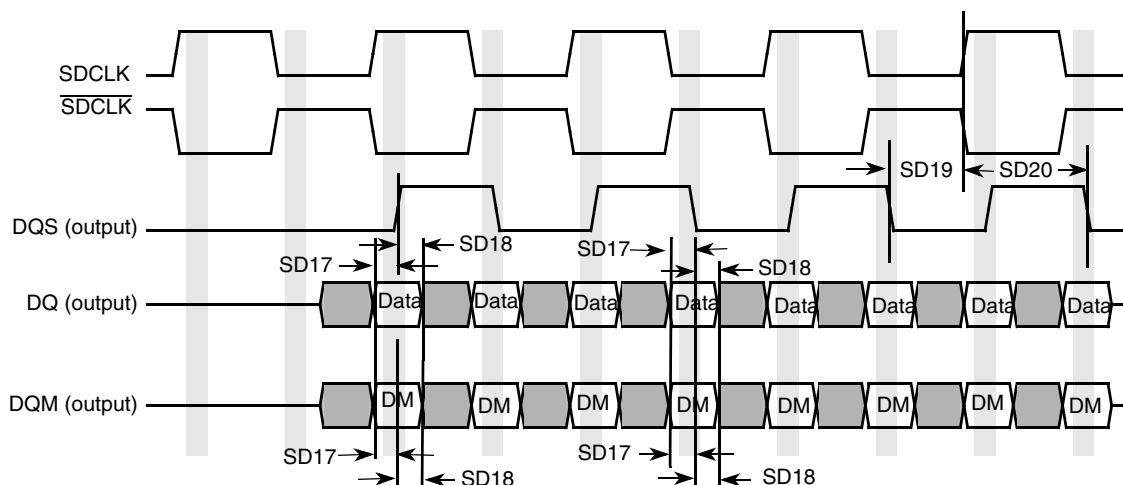 SDCLK
SDCLK
SD19 SD20
DQS (output)
SD18 SD17
SD17 SD18
DQ (output) Data Data Data Data Data Data Data Data
DQM (output) DM DM DM DM DM DM DM DM
SD17 SD17
SD18 SD18